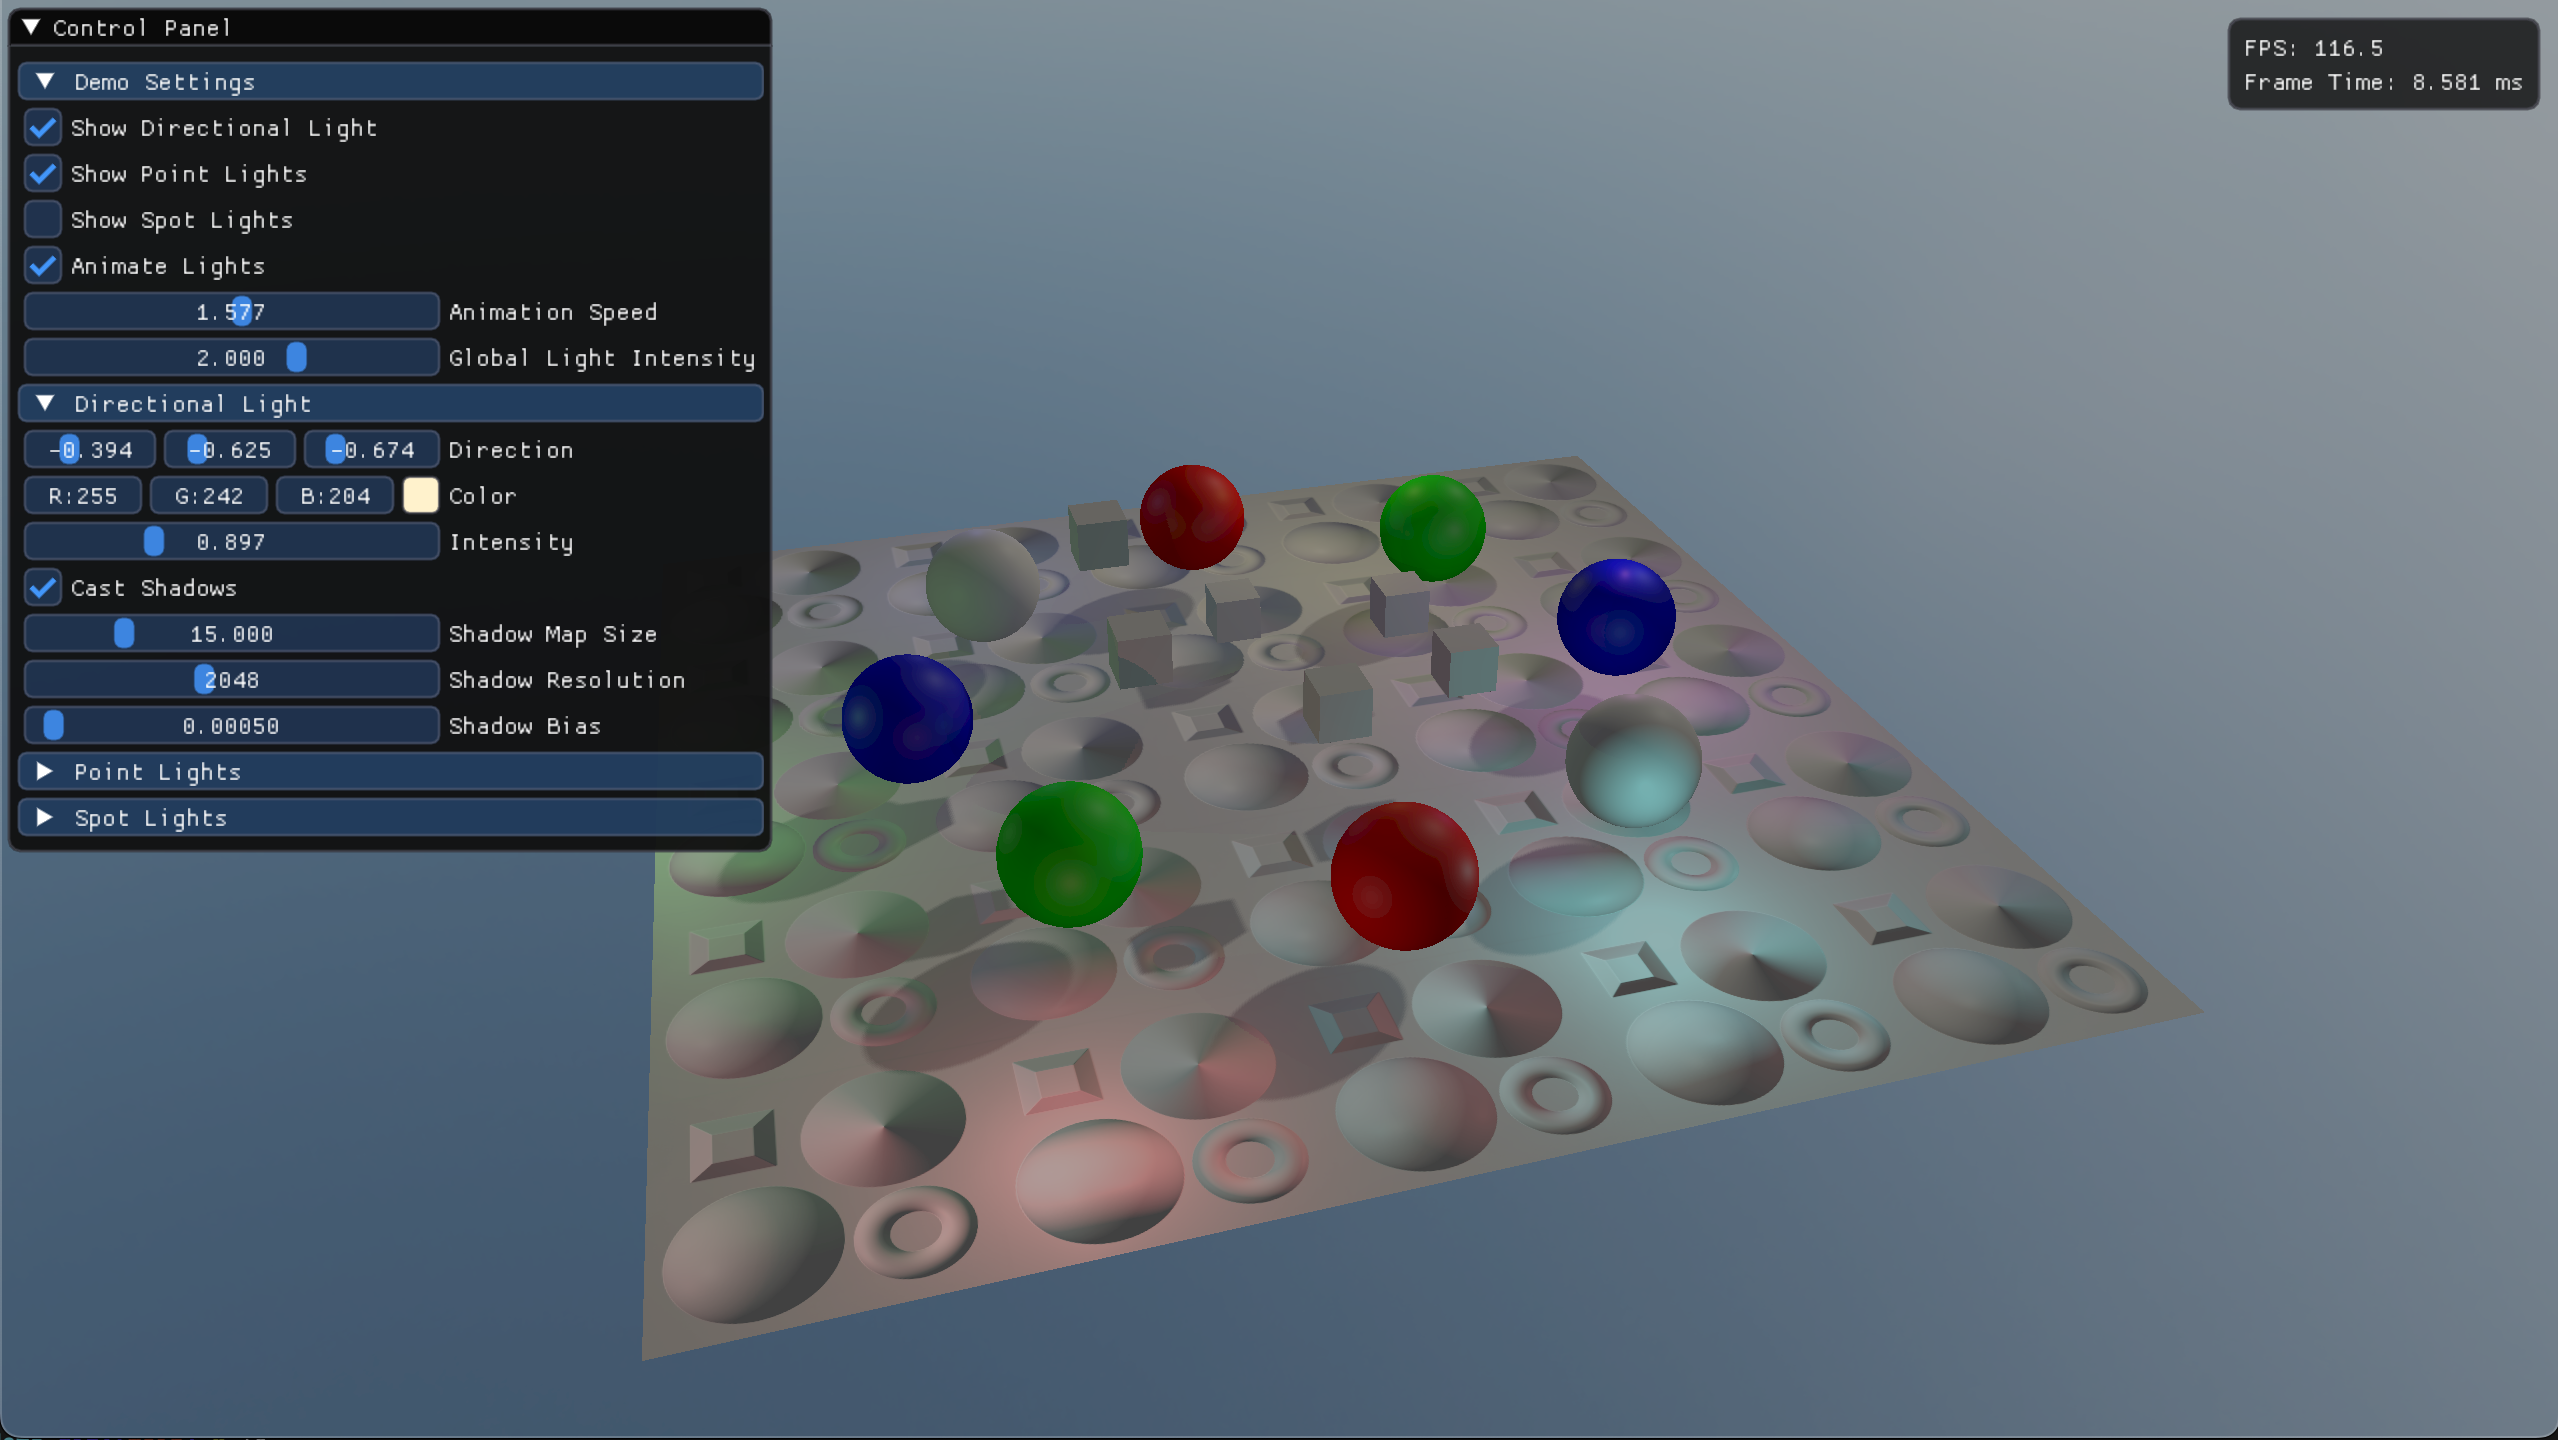 Control Panel
Demo Settings
Show Directional Light
Show Point Lights
Show Spot Lights
Animate Lights
1.577 Animation Speed
2.000 Global Light Intensity
Directional Light
-0.394 -0.625 -0.674 Direction
R:255 G:242 B:204 Color
0.897 Intensity
Cast Shadows
15.000 Shadow Map Size
2048 Shadow Resolution
0.00050 Shadow Bias
Point Lights
Spot Lights
FPS: 116.5
Frame Time: 8.581 ms